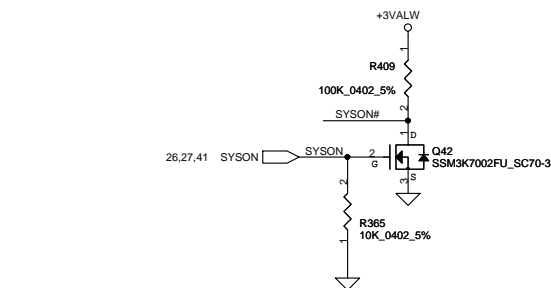 +3VALW
1
R409
100K_0402_5%
2
SYSON#
1
D
26,27,41 SYSON
SYSON
2
G
Q42
SSM3K7002FU_SC70-3
3
S
2
R365
10K_0402_5%
1